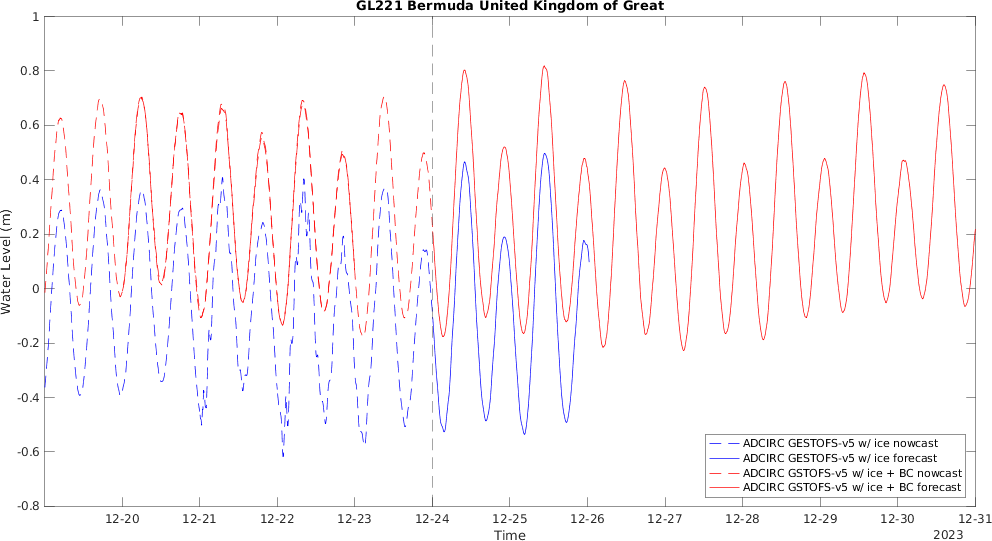 GL221 Bermuda United Kingdom of Great
1
0.8
0.6
0.4
0.2
0
-0.2
-0.4
-0.6
-0.8
Water Level (m)
ADCIRC GESTOFS-v5 w/ ice nowcast
ADCIRC GESTOFS-v5 w/ ice forecast
ADCIRC GSTOFS-v5 w/ ice + BC nowcast
ADCIRC GSTOFS-v5 w/ ice + BC forecast
12-20 12-21 12-22 12-23 12-24 12-25 12-26 12-27 12-28 12-29 12-30 12-31
Time
2023